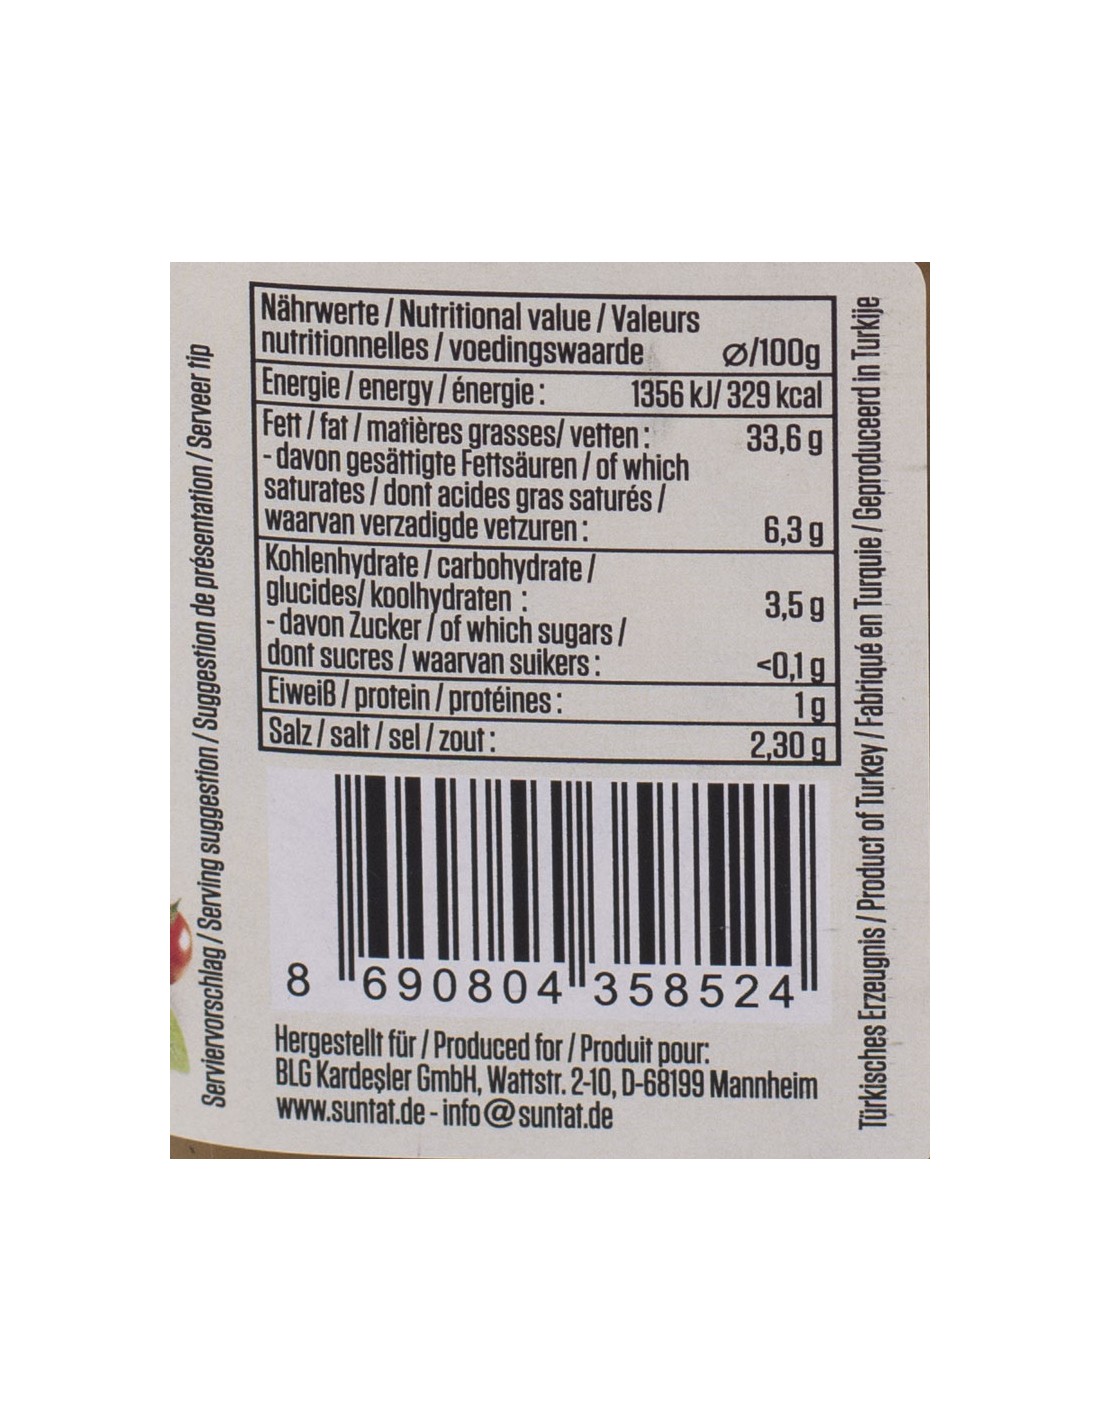 Serviervorschlag / Serving suggestion / Suggestion de présentation / Serveer tip
Nährwerte / Nutritional value / Valeurs
nutritionnelles / voedingswaarde ø/100g
Energie / energy / énergie : 1356 kJ/ 329 kcal
Fett / fat / matières grasses/ vetten : 33,6 g
- davon gesättigte Fettsäuren / of which
saturates / dont acides gras saturés /
waarvan verzadigde vetzuren : 6,3 g
Kohlenhydrate / carbohydrate /
glucides/ koolhydraten : 3,5 g
- davon Zucker / of which sugars /
dont sucres / waarvan suikers : <0,1 g
Eiweiß / protein / protéines : 1 g
Salz / salt / sel / zout : 2,30 g
8 690804 358524
Hergestellt für / Produced for / Produit pour:
BLG Kardeşler GmbH, Wattstr. 2-10, D-68199 Mannheim
www.suntat.de - info@suntat.de
Türkisches Erzeugnis / Product of Turkey / Fabriqué en Turquie / Geproduceerd in Turkije